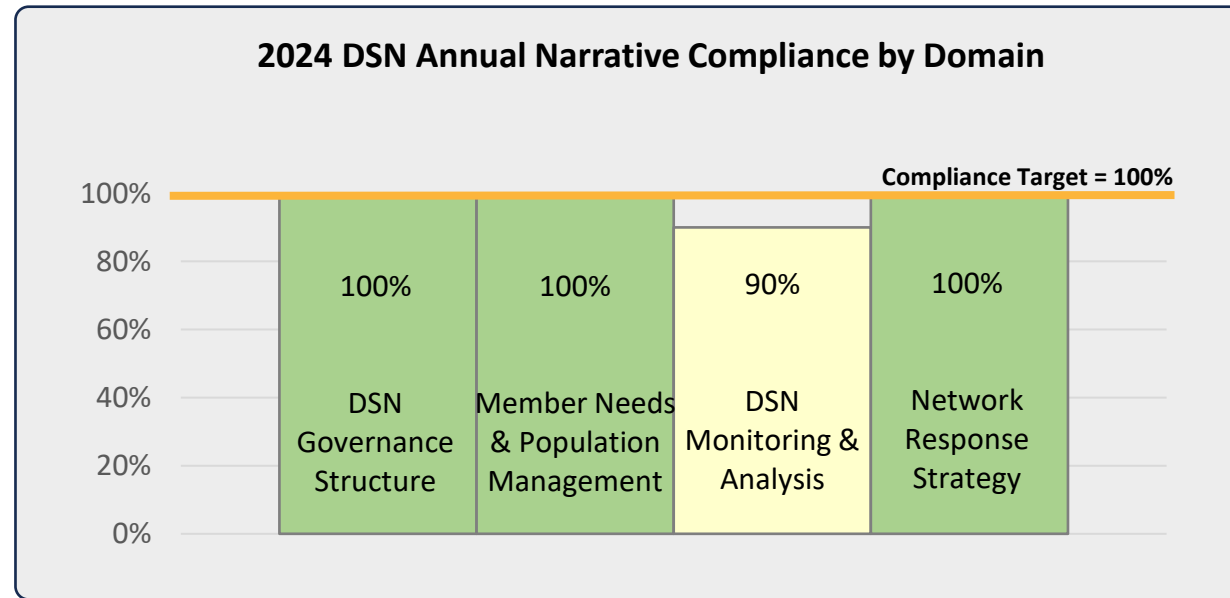 2024 DSN Annual Narrative Compliance by Domain
Compliance Target = 100%
100%
80%
60%
40%
20%
0%
100%
100%
90%
100%
DSN
Governance
Structure
Member Needs
& Population
Management
DSN
Monitoring &
Analysis
Network
Response
Strategy